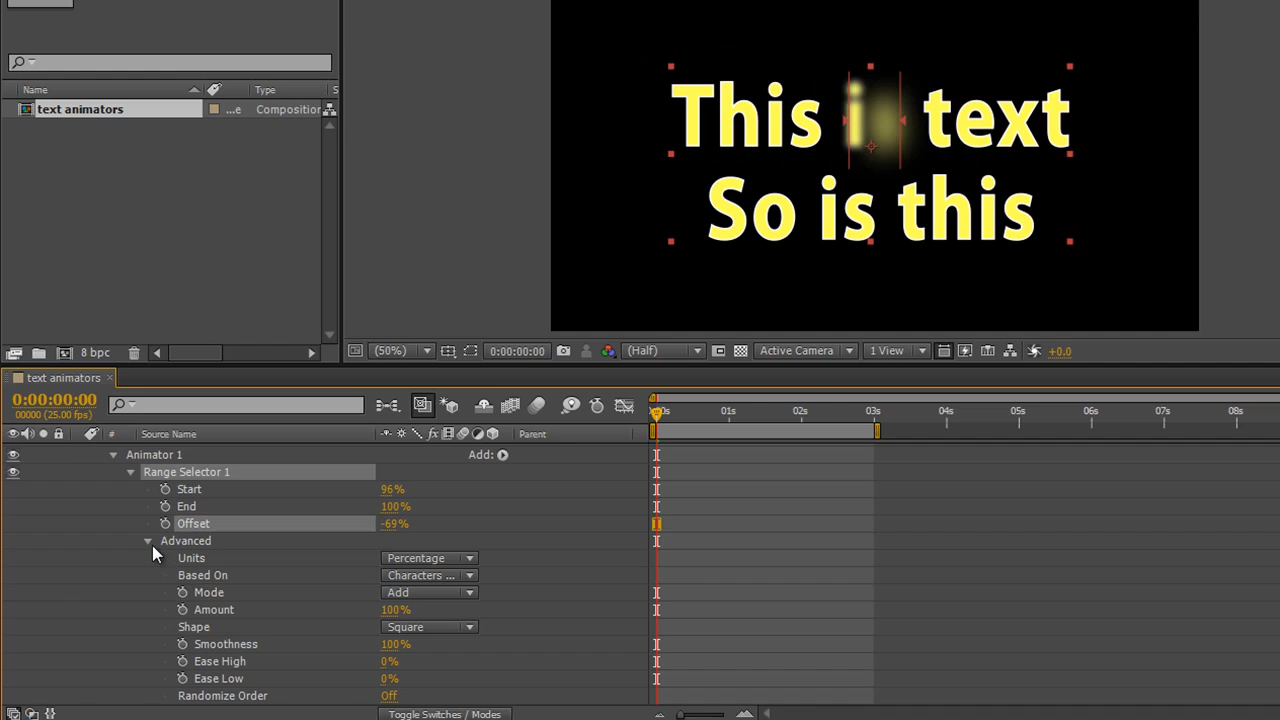 Name Type S
text animators ...e Composition
8 bpc
This i text
So is this
(50%) 0:00:00:00 (Half) Active Camera 1 View +0.0
text animators
0:00:00:00
00000 (25.00 fps)
# Source Name Parent
01s 02s 03s 04s 05s 06s 07s 08s
Animator 1 Add:
Range Selector 1
Start 96%
End 100%
Offset -69%
Advanced
Units Percentage
Based On Characters ...
Mode Add
Amount 100%
Shape Square
Smoothness 100%
Ease High 0%
Ease Low 0%
Randomize Order Off
Toggle Switches / Modes